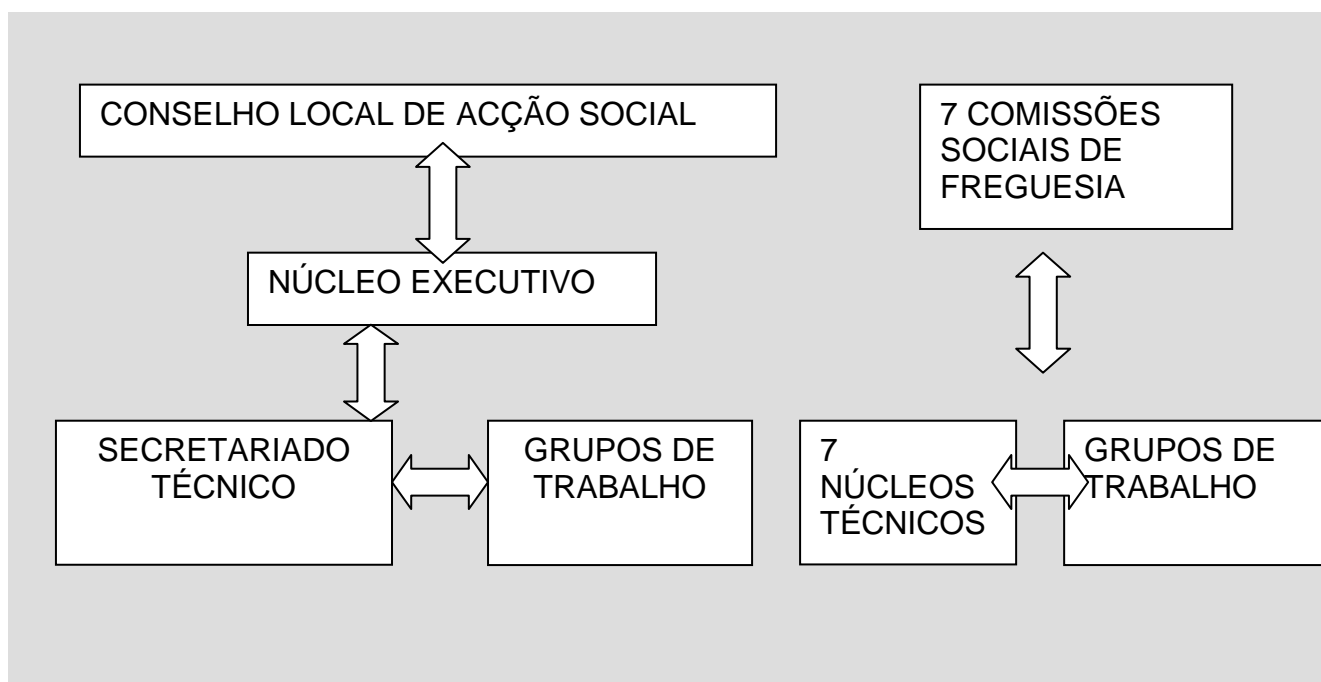 CONSELHO LOCAL DE ACÇÃO SOCIAL
7 COMISSÕES
SOCIAIS DE
FREGUESIA
NÚCLEO EXECUTIVO
SECRETARIADO
TÉCNICO
GRUPOS DE
TRABALHO
7
NÚCLEOS
TÉCNICOS
GRUPOS DE
TRABALHO